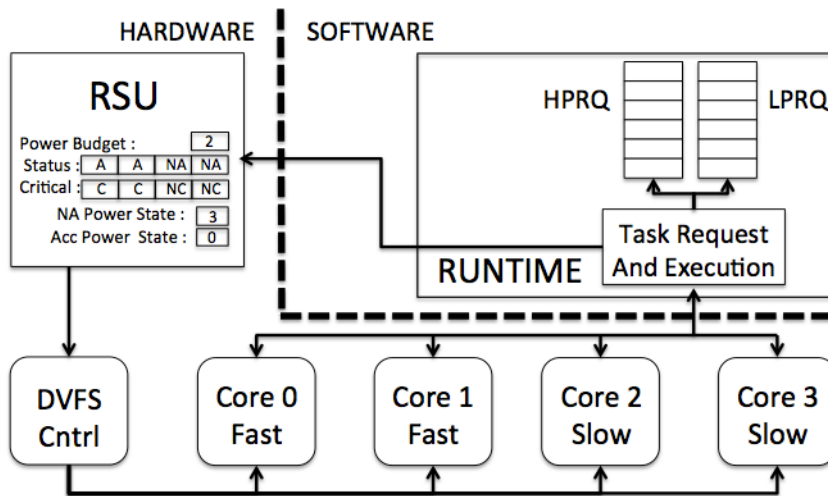 HARDWARE SOFTWARE
RSU
Power Budget : 2
Status : A A NA NA
Critical : C C NC NC
NA Power State : 3
Acc Power State : 0
HPRQ LPRQ
Task Request
And Execution
RUNTIME
DVFS
Cntrl
Core 0
Fast
Core 1
Fast
Core 2
Slow
Core 3
Slow